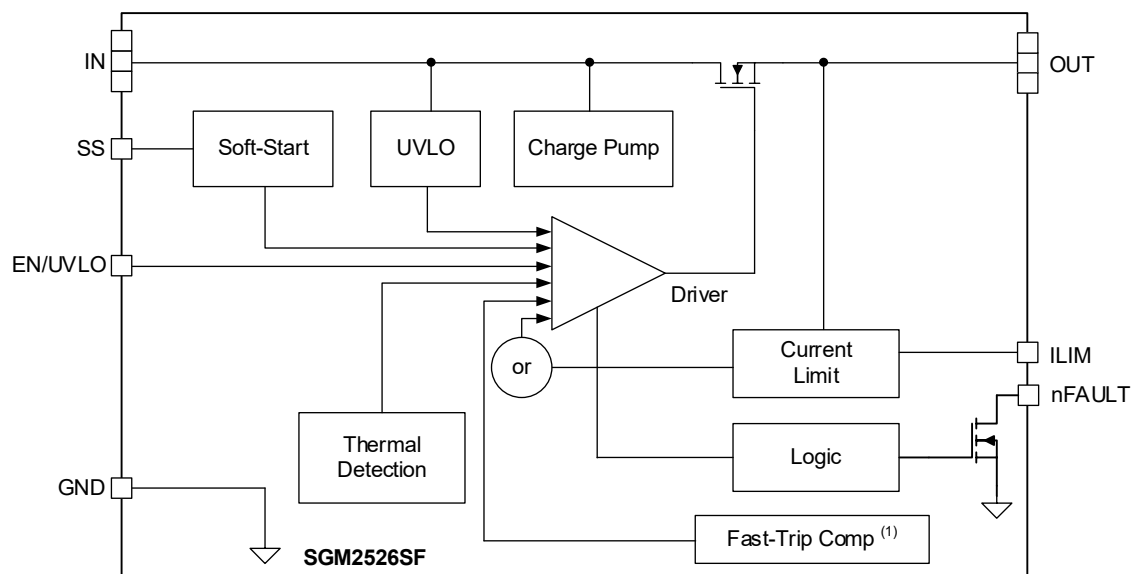 IN
OUT
SS
Soft-Start
UVLO
Charge Pump
EN/UVLO
Driver
or
Current
Limit
ILIM
nFAULT
Thermal
Detection
Logic
GND
Fast-Trip Comp (1)
SGM2526SF